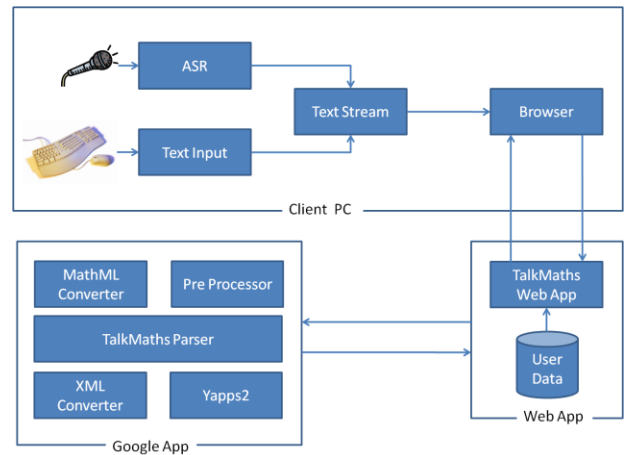 ASR
Text Stream
Browser
Text Input
Client PC
MathML
Converter
Pre Processor
TalkMaths Parser
XML
Converter
Yapps2
Google App
TalkMaths
Web App
User
Data
Web App